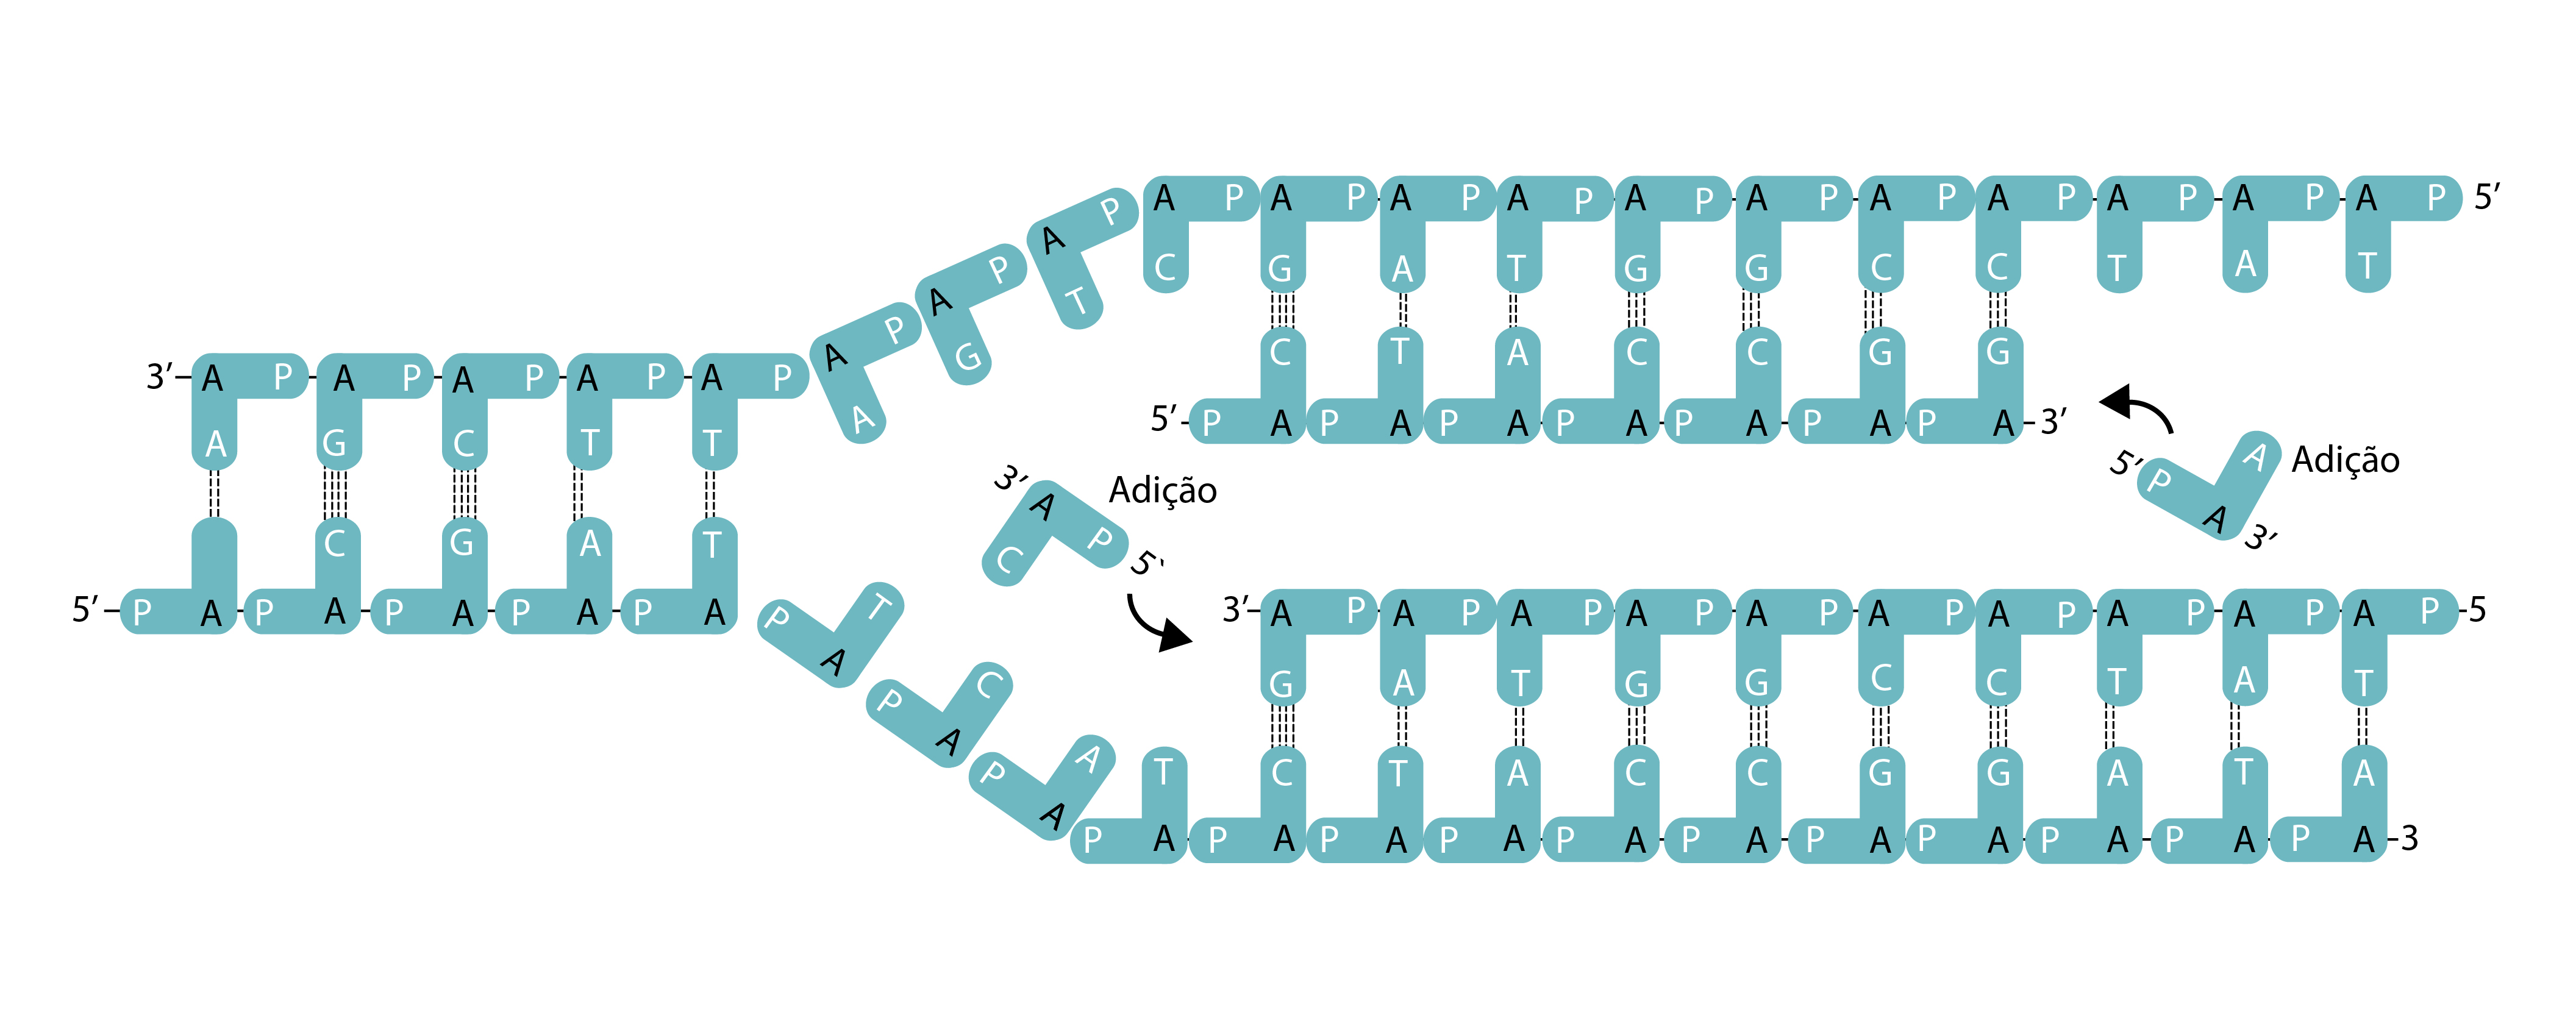 A P A P A P A P A P A P A P A P A P A P A P 5’
C G A T G G C C T A T
A P A P A P
A G T
3’ A P A P A P A P A P
A G C T T
C T A C C G G
5’ P A P A P A P A P A P A P A 3’
C G A T
5’ P A P A P A P A P A
3’ A P 5` Adição
C
5’ P A 3’ Adição
A
P A P A P A
T C A
3’ A P A P A P A P A P A P A P A P A P A P 5
G A T G G C C T A T
T C T A C C G G A T A
P A P A P A P A P A P A P A P A P A P A P A 3